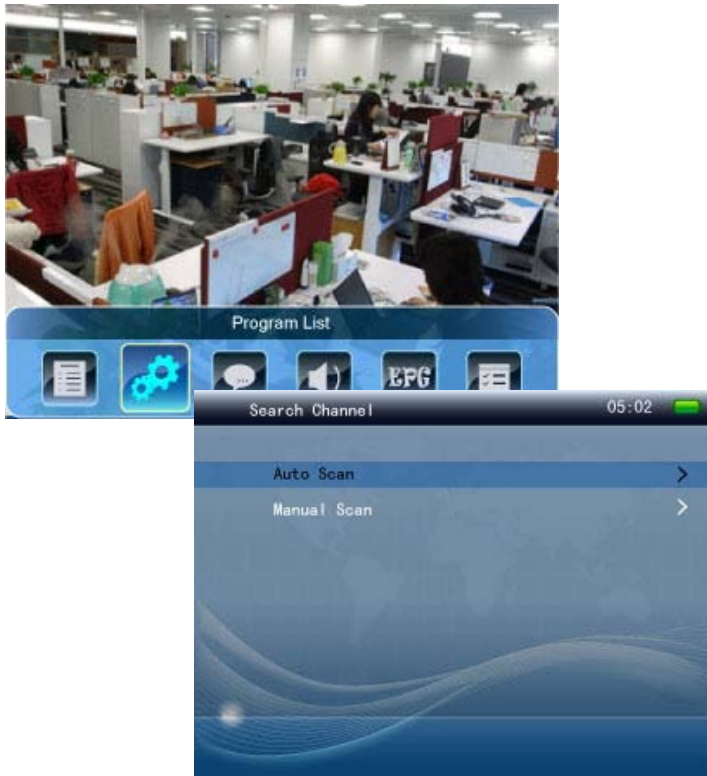 Program List
EPG
Search Channel
05:02
Auto Scan
>
Manual Scan
>